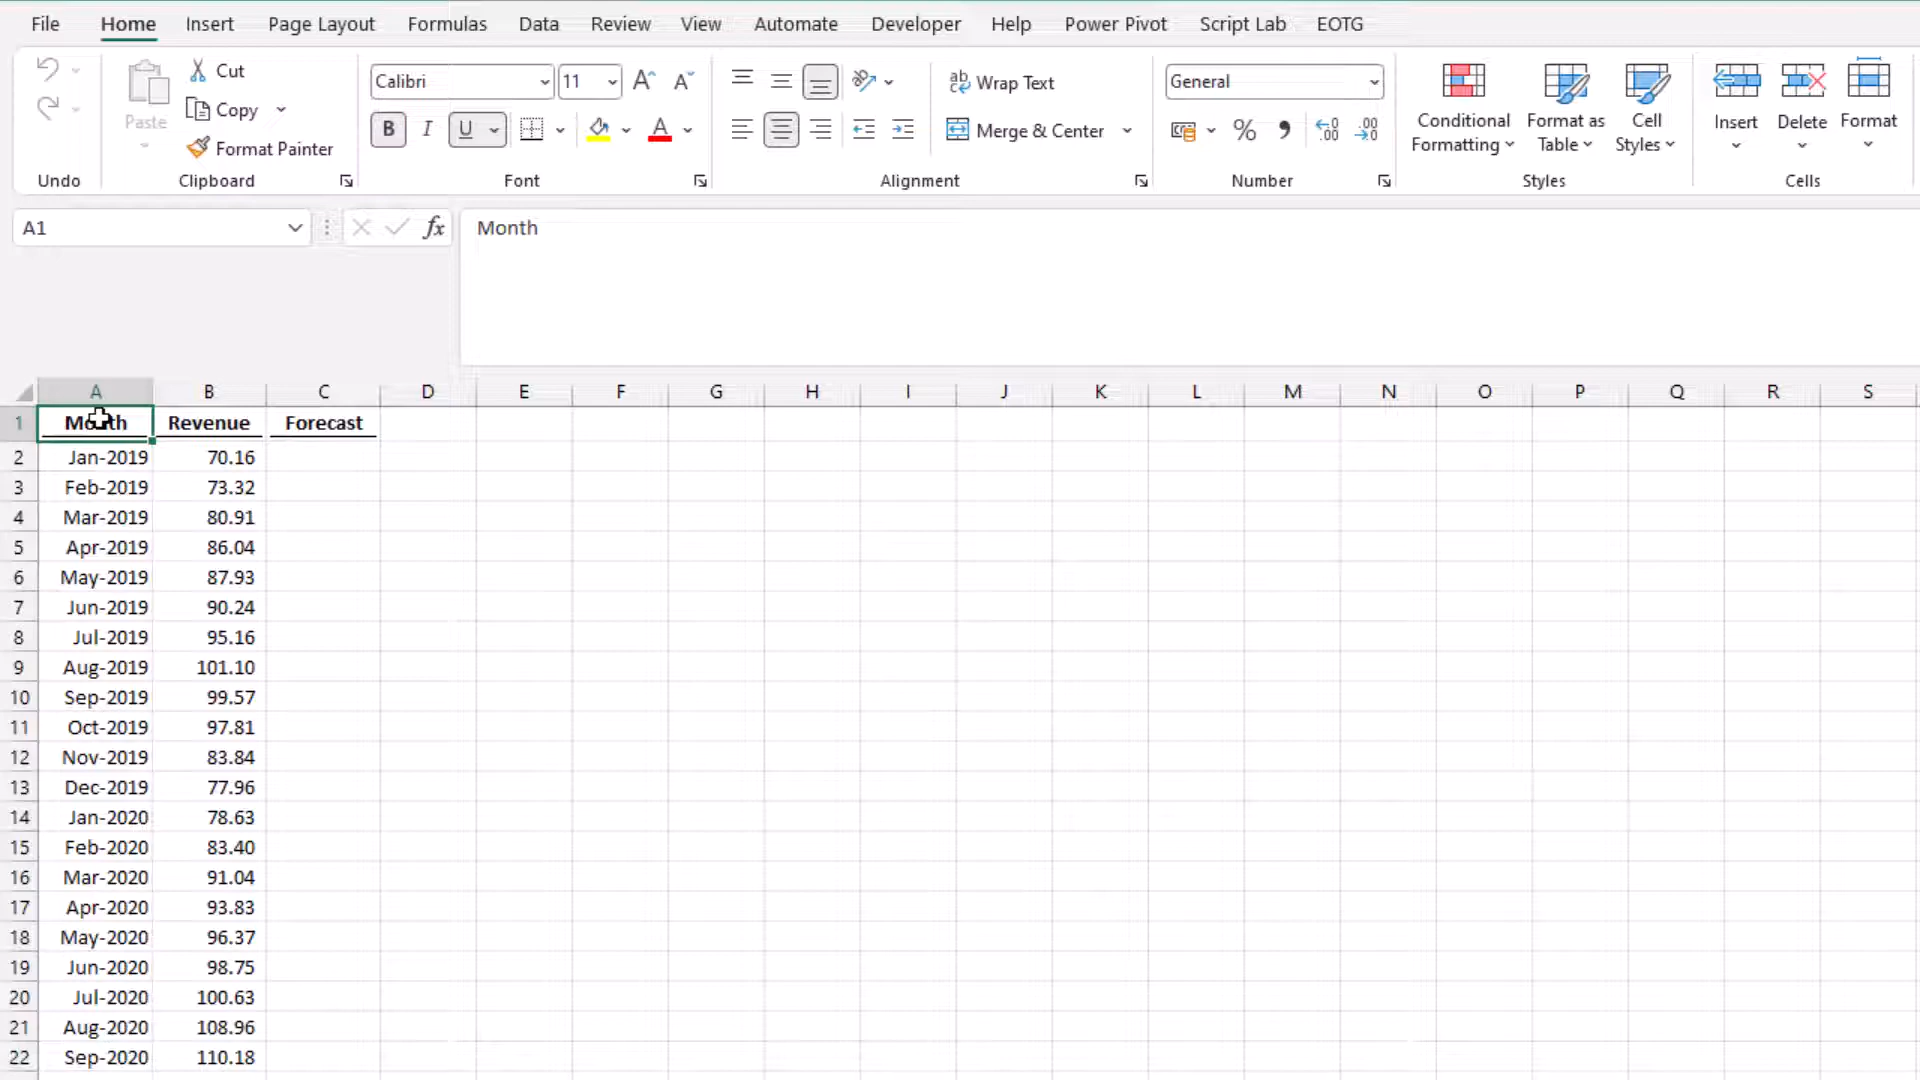 File Home Insert Page Layout Formulas Data Review View Automate Developer Help Power Pivot Script Lab EOTG
Paste
Cut
Copy
Format Painter
Calibri 11
B I U
Wrap Text
Merge & Center
General
Conditional Formatting
Format as Table
Cell Styles
Insert Delete Format
Undo Clipboard Font Alignment Number Styles Cells
A1 fx Month
A B C D E F G H I J K L M N O P Q R S
1 Month Revenue Forecast
2 Jan-2019 70.16
3 Feb-2019 73.32
4 Mar-2019 80.91
5 Apr-2019 86.04
6 May-2019 87.93
7 Jun-2019 90.24
8 Jul-2019 95.16
9 Aug-2019 101.10
10 Sep-2019 99.57
11 Oct-2019 97.81
12 Nov-2019 83.84
13 Dec-2019 77.96
14 Jan-2020 78.63
15 Feb-2020 83.40
16 Mar-2020 91.04
17 Apr-2020 93.83
18 May-2020 96.37
19 Jun-2020 98.75
20 Jul-2020 100.63
21 Aug-2020 108.96
22 Sep-2020 110.18